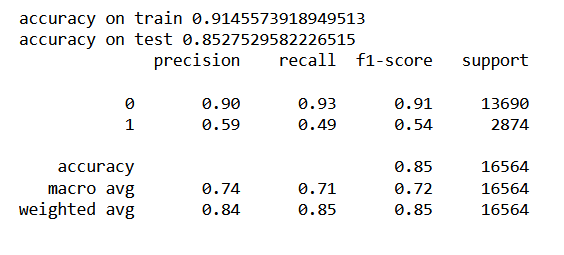 accuracy on train 0.9145573918949513
accuracy on test 0.8527529582226515
precision recall f1-score support
0 0.90 0.93 0.91 13690
1 0.59 0.49 0.54 2874
accuracy 0.85 16564
macro avg 0.74 0.71 0.72 16564
weighted avg 0.84 0.85 0.85 16564